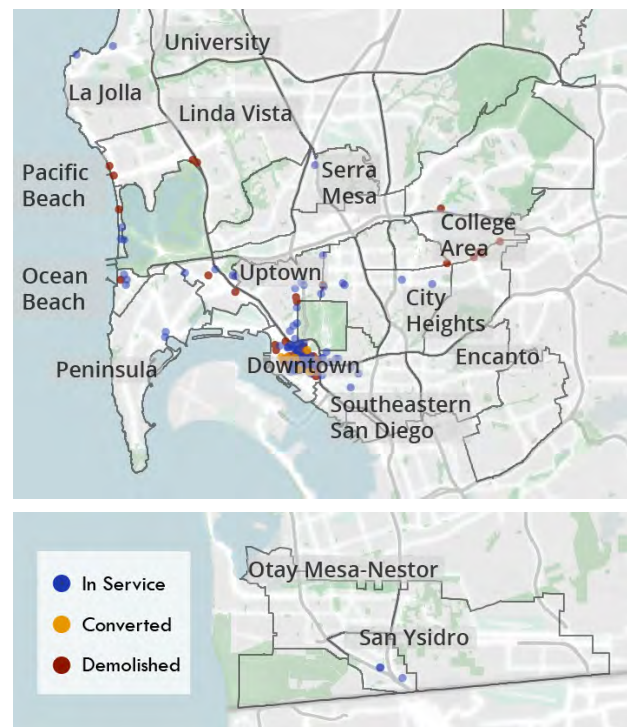 University
La Jolla
Linda Vista
Pacific
Beach
Serra
Mesa
College
Area
Ocean
Beach
Uptown
City
Heights
Peninsula
Downtown
Encanto
Southeastern
San Diego
Otay Mesa-Nestor
In Service
Converted
San Ysidro
Demolished